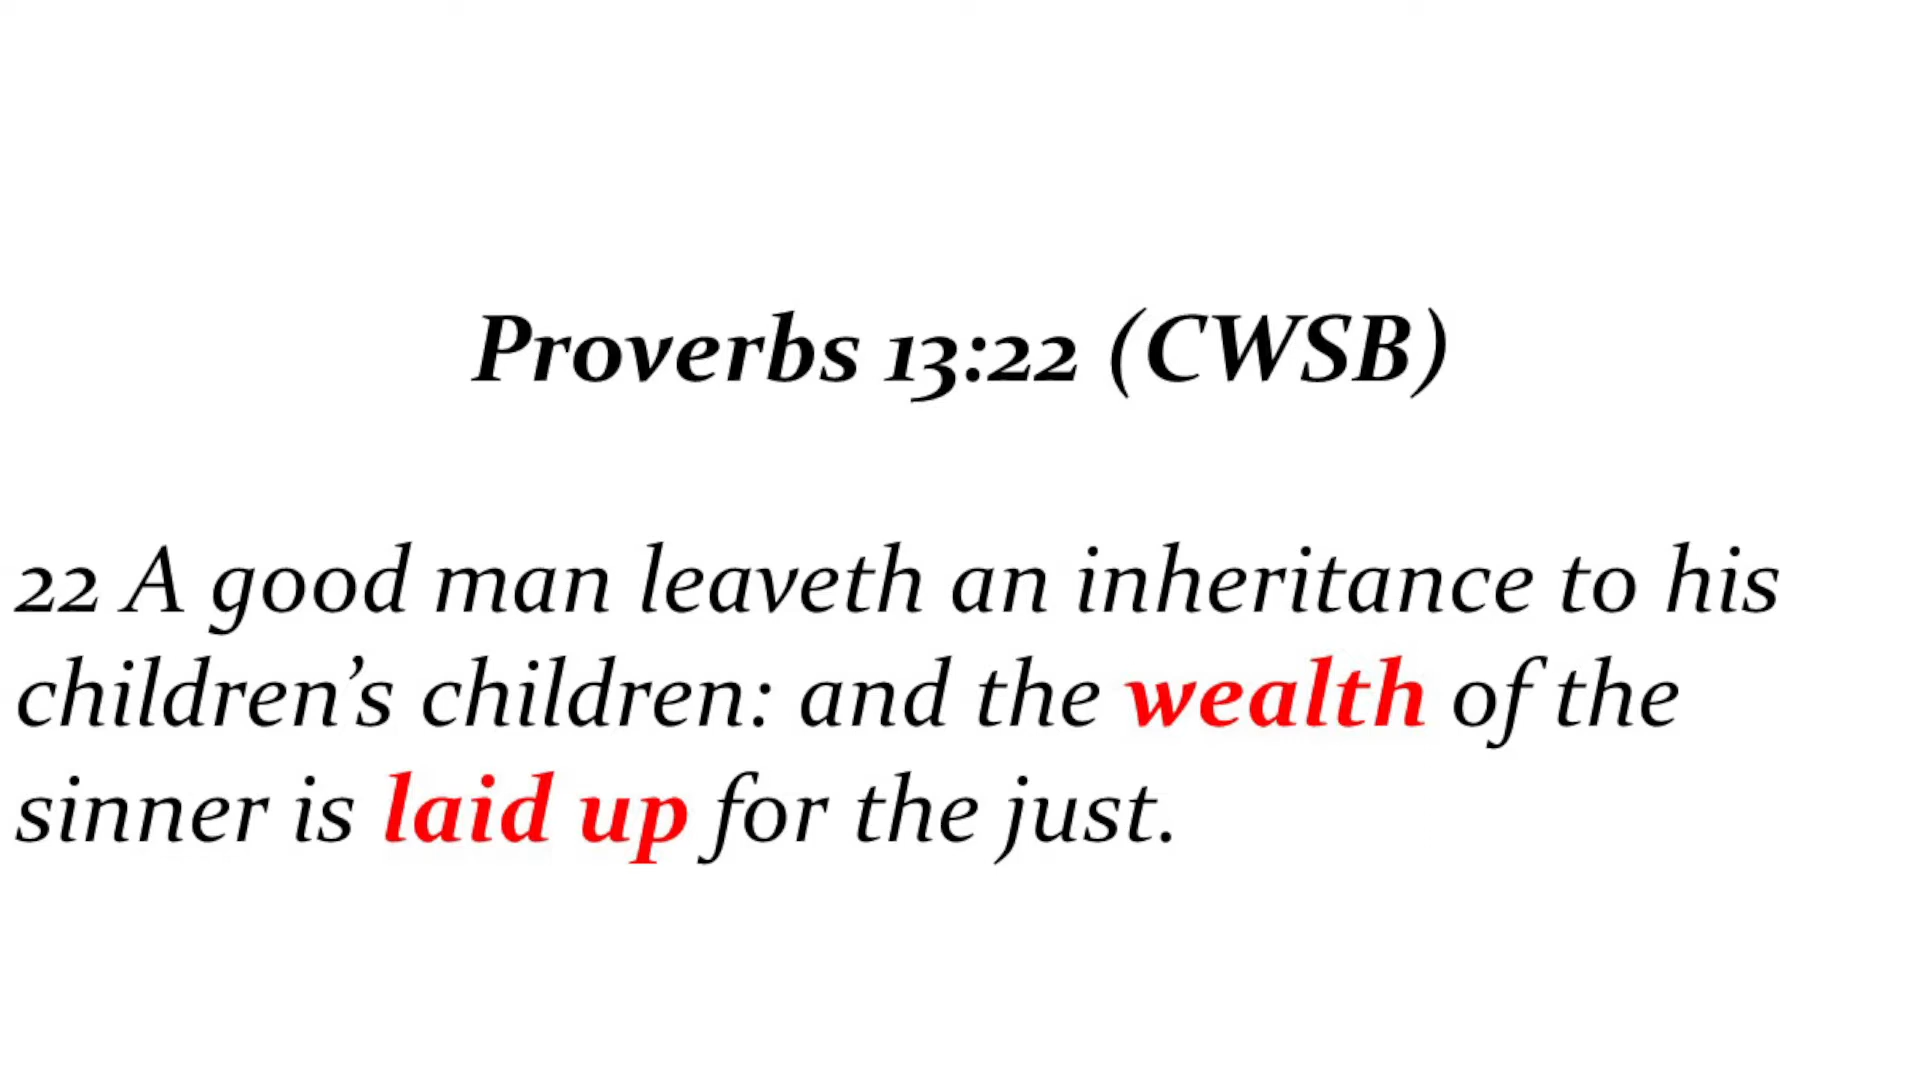 Proverbs 13:22 (CWSB)
22 A good man leaveth an inheritance to his
children’s children: and the wealth of the
sinner is laid up for the just.